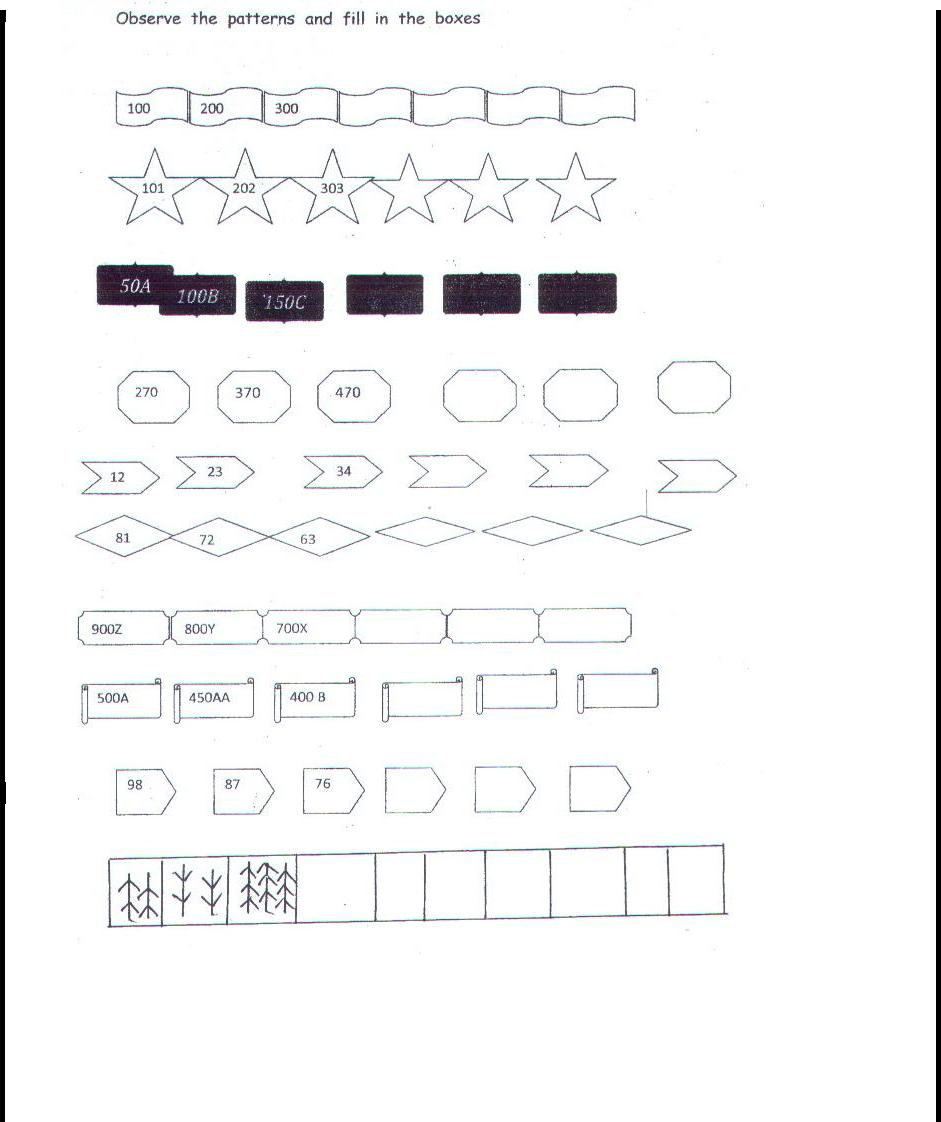 Observe the patterns and fill in the boxes
100 200 300
101 202 303
50A 100B 150C
270 370 470
12 23 34
81 72 63
900Z 800Y 700X
500A 450AA 400 B
98 87 76